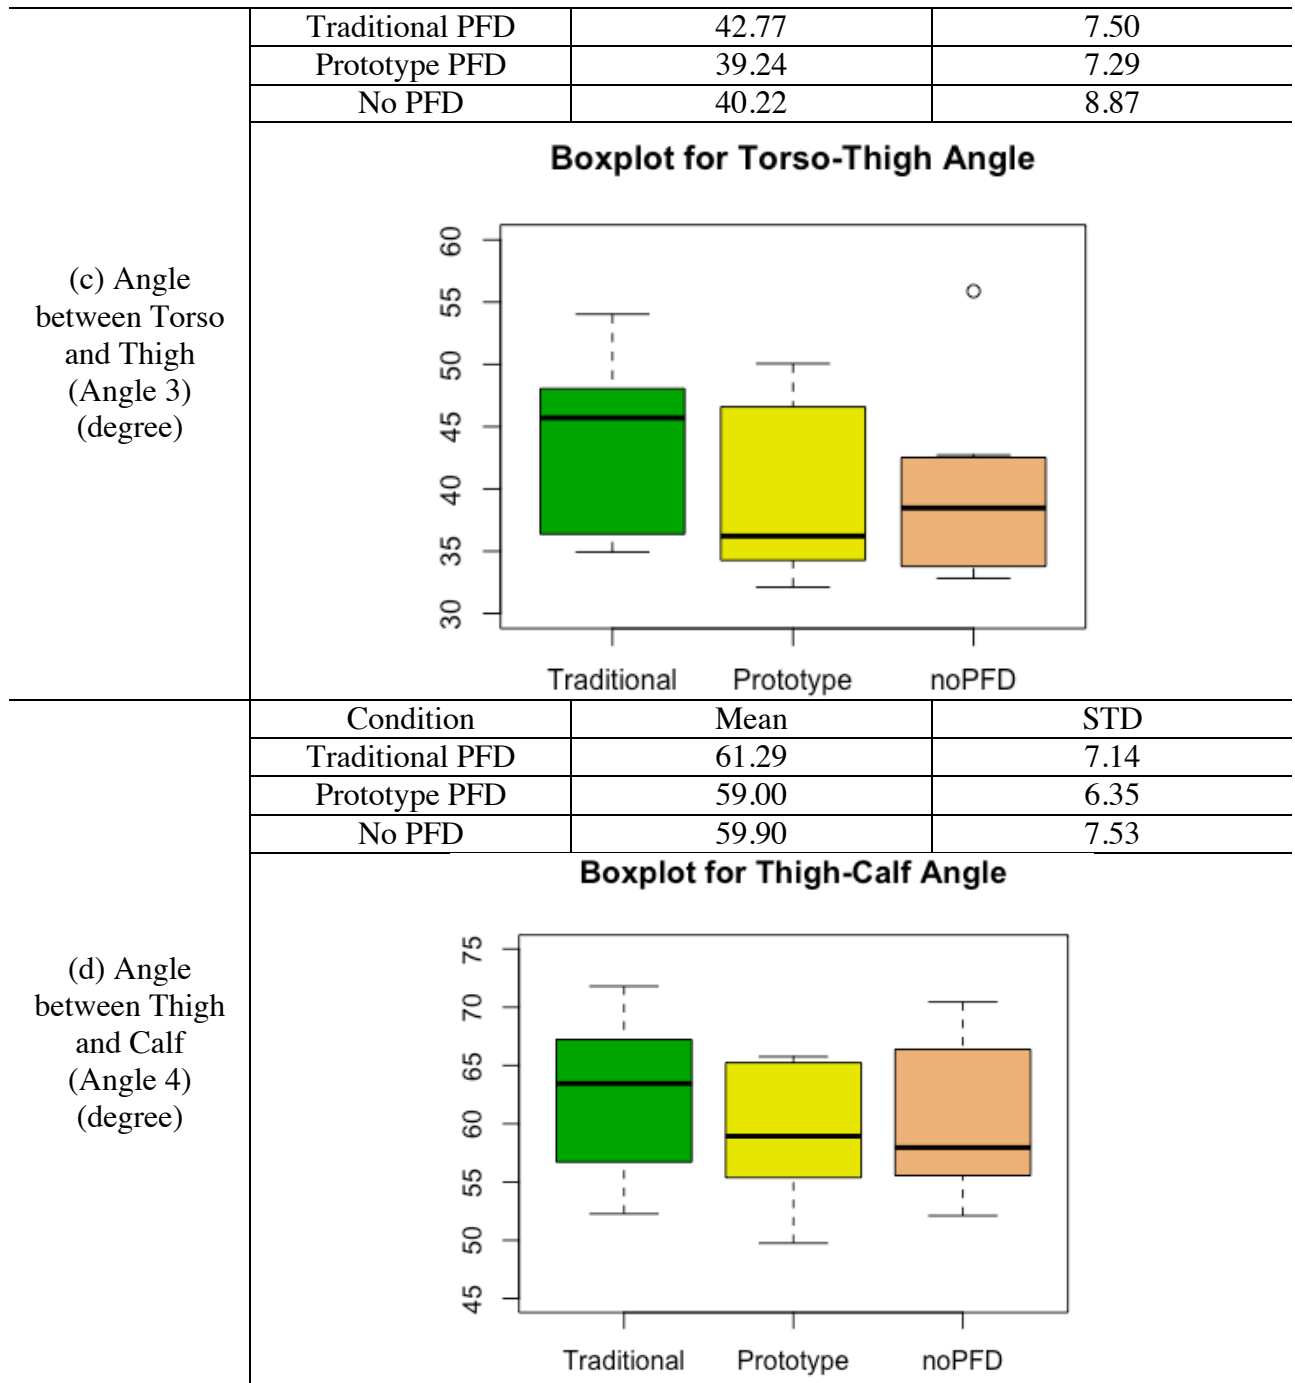 Traditional PFD 42.77 7.50
Prototype PFD 39.24 7.29
No PFD 40.22 8.87
(c) Angle
between Torso
and Thigh
(Angle 3)
(degree)
Boxplot for Torso-Thigh Angle
60
55
50
45
40
35
30
Traditional Prototype noPFD
Condition Mean STD
Traditional PFD 61.29 7.14
Prototype PFD 59.00 6.35
No PFD 59.90 7.53
(d) Angle
between Thigh
and Calf
(Angle 4)
(degree)
Boxplot for Thigh-Calf Angle
75
70
65
60
55
50
45
Traditional Prototype noPFD